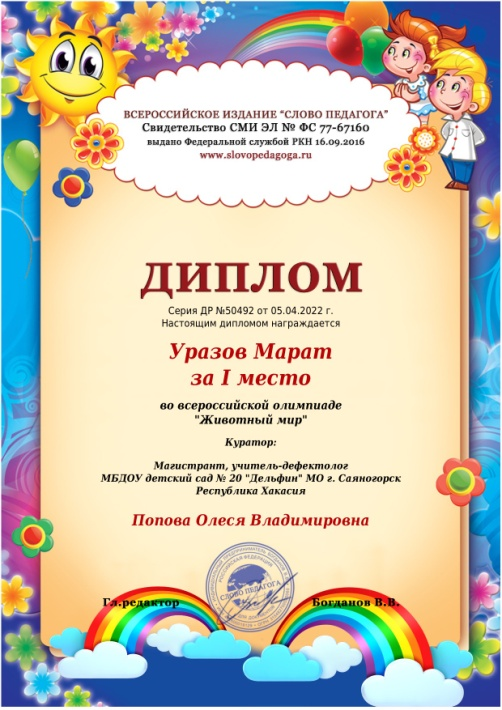 ВСЕРОССИЙСКОЕ ИЗДАНИЕ "СЛОВО ПЕДАГОГА"
Свидетельство СМИ ЭЛ № ФС 77-67160
выдано Федеральной службой РКН 16.09.2016
www.slovopedagoga.ru
ДИПЛОМ
Серия ДР №50492 от 05.04.2022 г.
Настоящим дипломом награждается
Уразов Марат
за I место
во всероссийской олимпиаде
"Животный мир"
Куратор:
Магистрант, учитель-дефектолог
МБДОУ детский сад № 20 "Дельфин" МО г. Саяногорск
Республика Хакасия
Попова Олеся Владимировна
СЛОВО ПЕДАГОГА
Гл.редактор Богданов В.В.